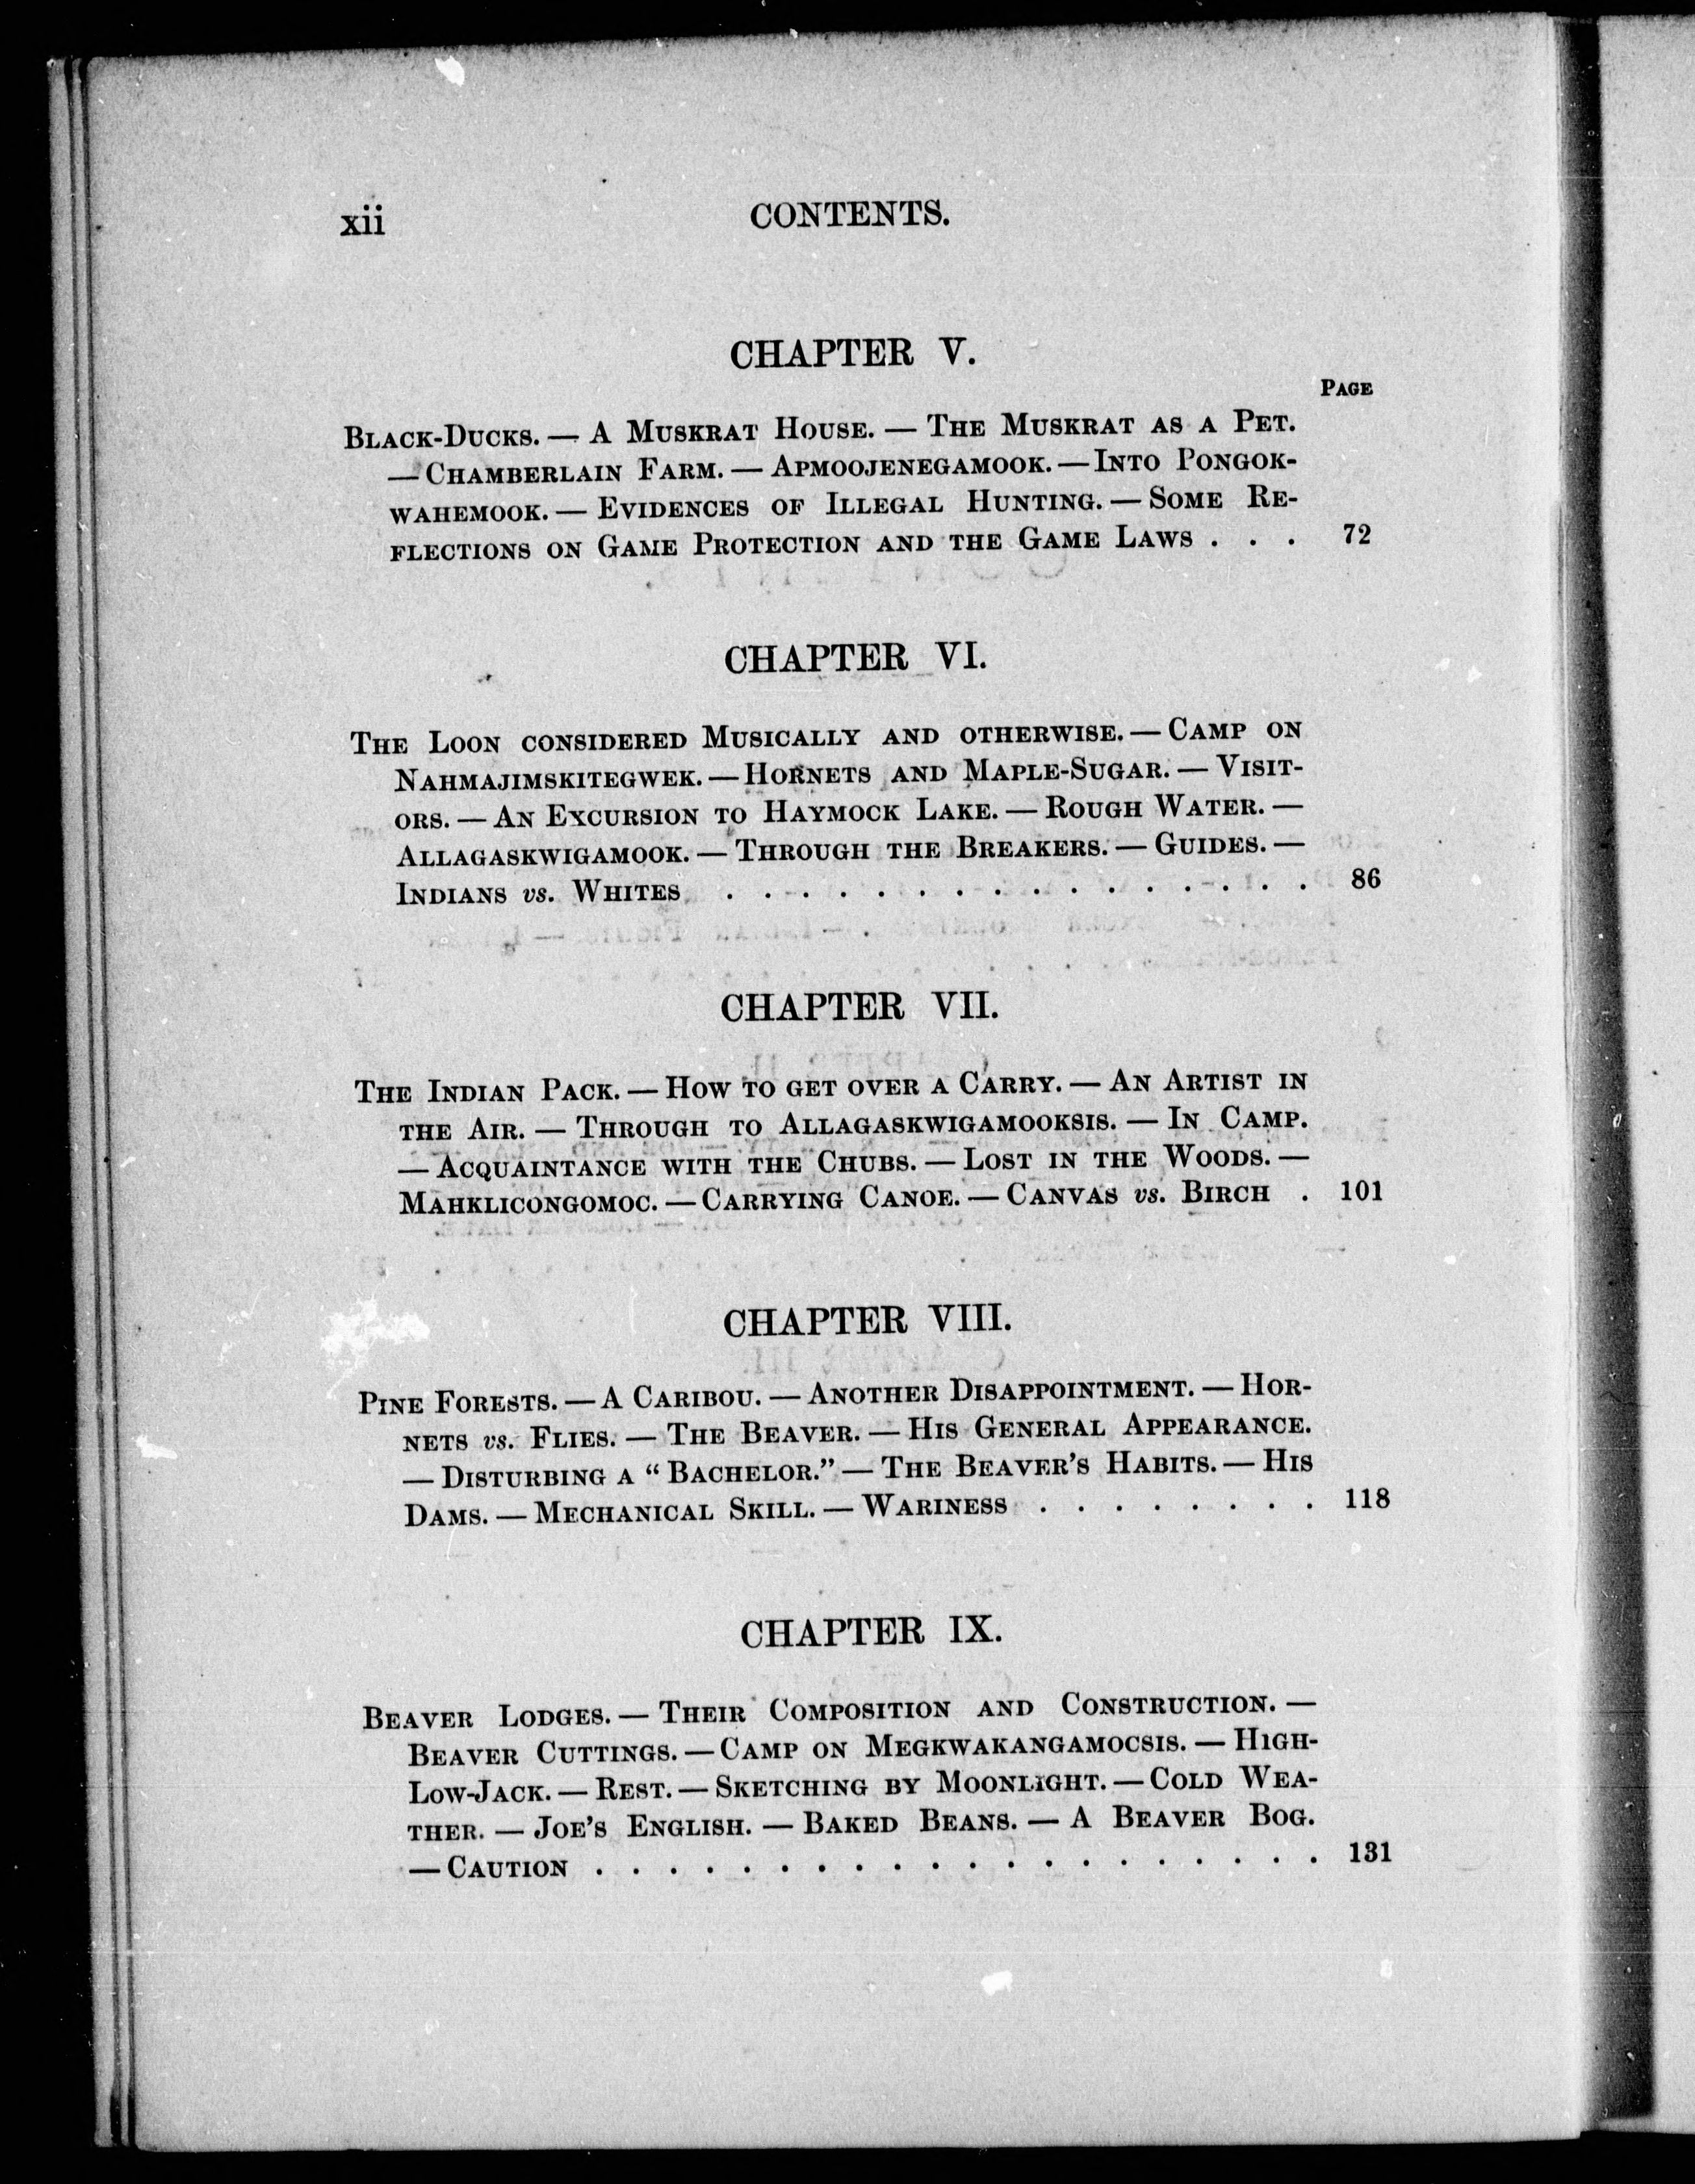 xii CONTENTS.
CHAPTER V.
PAGE
BLACK-DUCKS. — A MUSKRAT HOUSE. — THE MUSKRAT AS A PET.
— CHAMBERLAIN FARM. — APMOOJENEGAMOOK. — INTO PONGOK-
WAHEMOOK. — EVIDENCES OF ILLEGAL HUNTING. — SOME RE-
FLECTIONS ON GAME PROTECTION AND THE GAME LAWS . . . 72
CHAPTER VI.
THE LOON CONSIDERED MUSICALLY AND OTHERWISE. — CAMP ON
NAHMAJIMSKITEGWEK. — HORNETS AND MAPLE-SUGAR. — VISIT-
ORS. — AN EXCURSION TO HAYMOCK LAKE. — ROUGH WATER. —
ALLAGASKWIGAMOOK. — THROUGH THE BREAKERS. — GUIDES. —
INDIANS vs. WHITES . . . . . . . . . . . . . . . . 86
CHAPTER VII.
THE INDIAN PACK. — HOW TO GET OVER A CARRY. — AN ARTIST IN
THE AIR. — THROUGH TO ALLAGASKWIGAMOOKSIS. — IN CAMP.
— ACQUAINTANCE WITH THE CHUBS. — LOST IN THE WOODS. —
MAHKLICONGOMOC. — CARRYING CANOE. — CANVAS vs. BIRCH . 101
CHAPTER VIII.
PINE FORESTS. — A CARIBOU. — ANOTHER DISAPPOINTMENT. — HOR-
NETS vs. FLIES. — THE BEAVER. — HIS GENERAL APPEARANCE.
— DISTURBING A “BACHELOR.” — THE BEAVER’S HABITS. — HIS
DAMS. — MECHANICAL SKILL. — WARINESS . . . . . . . . 118
CHAPTER IX.
BEAVER LODGES. — THEIR COMPOSITION AND CONSTRUCTION. —
BEAVER CUTTINGS. — CAMP ON MEGKWAKANGAMOCSIS. — HIGH-
LOW-JACK. — REST. — SKETCHING BY MOONLIGHT. — COLD WEA-
THER. — JOE’S ENGLISH. — BAKED BEANS. — A BEAVER BOG.
— CAUTION . . . . . . . . . . . . . . . . . . . . 131